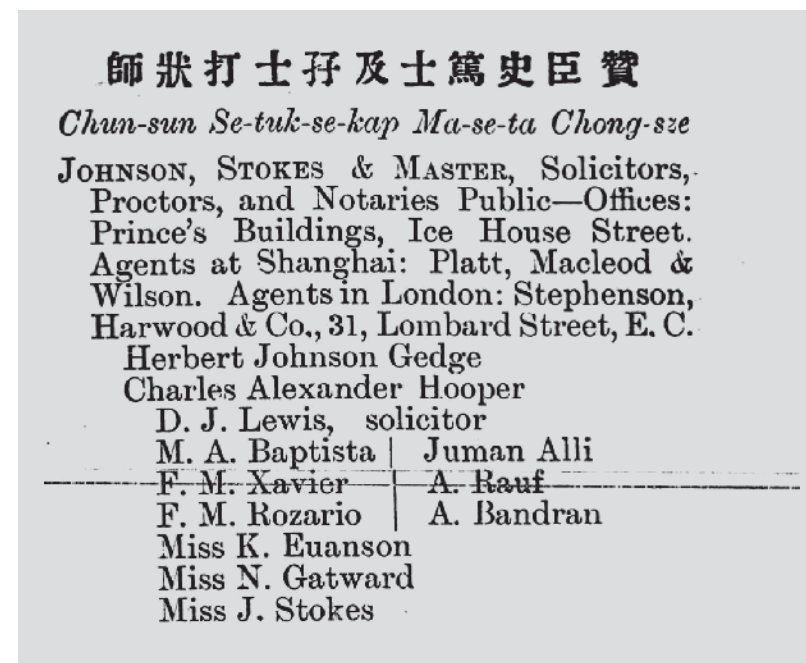 師狀打士孖士及士篤史臣贊
Chun-sun Se-tuk-se-kap Ma-se-ta Chong-sze
JOHNSON, STOKES & MASTER, Solicitors,
Proctors, and Notaries Public—Offices:
Prince's Buildings, Ice House Street.
Agents at Shanghai: Platt, Macleod &
Wilson. Agents in London: Stephenson,
Harwood & Co., 31, Lombard Street, E. C.
Herbert Johnson Gedge
Charles Alexander Hooper
D. J. Lewis, solicitor
M. A. Baptista | Juman Alli
F. M. Xavier | A. Rauf
F. M. Rozario | A. Bandran
Miss K. Euanson
Miss N. Gatward
Miss J. Stokes